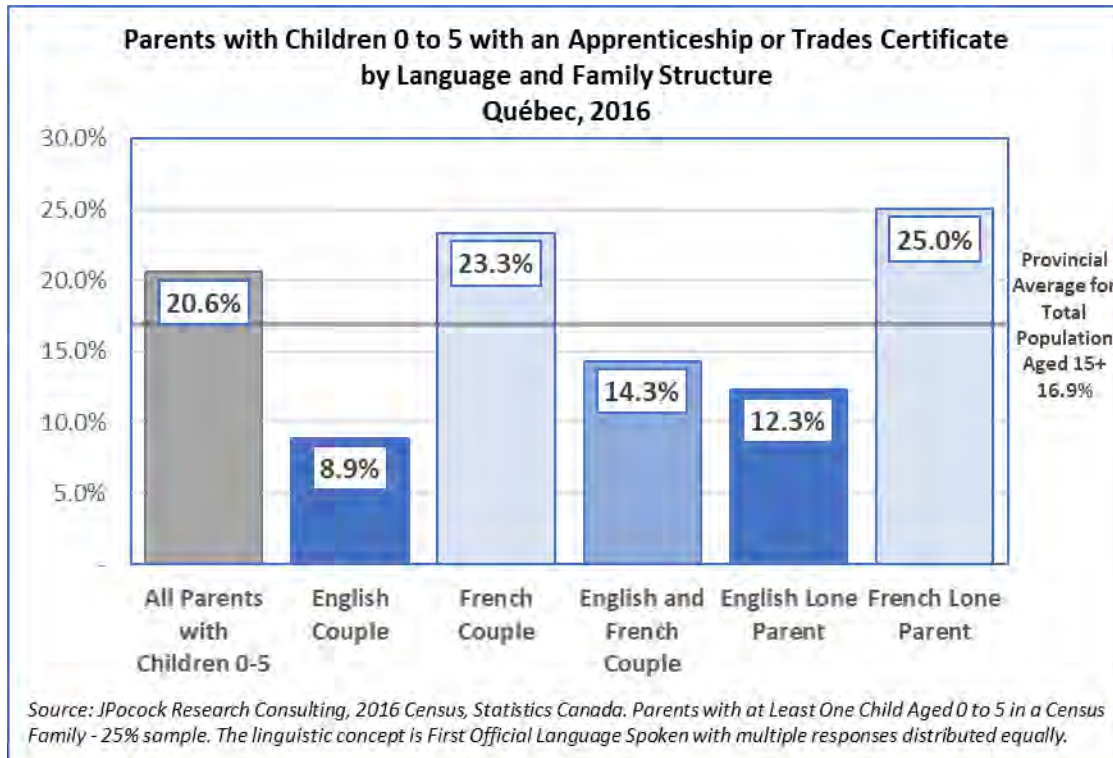 Parents with Children 0 to 5 with an Apprenticeship or Trades Certificate
by Language and Family Structure
Québec, 2016
30.0%
25.0%
20.0%
15.0%
10.0%
5.0%
-
20.6%
8.9%
23.3%
14.3%
12.3%
25.0%
Provincial
Average for
Total
Population
Aged 15+
16.9%
All Parents
with
Children 0-5
English
Couple
French
Couple
English and
French
Couple
English Lone
Parent
French Lone
Parent
Source: JPocock Research Consulting, 2016 Census, Statistics Canada. Parents with at Least One Child Aged 0 to 5 in a Census
Family - 25% sample. The linguistic concept is First Official Language Spoken with multiple responses distributed equally.